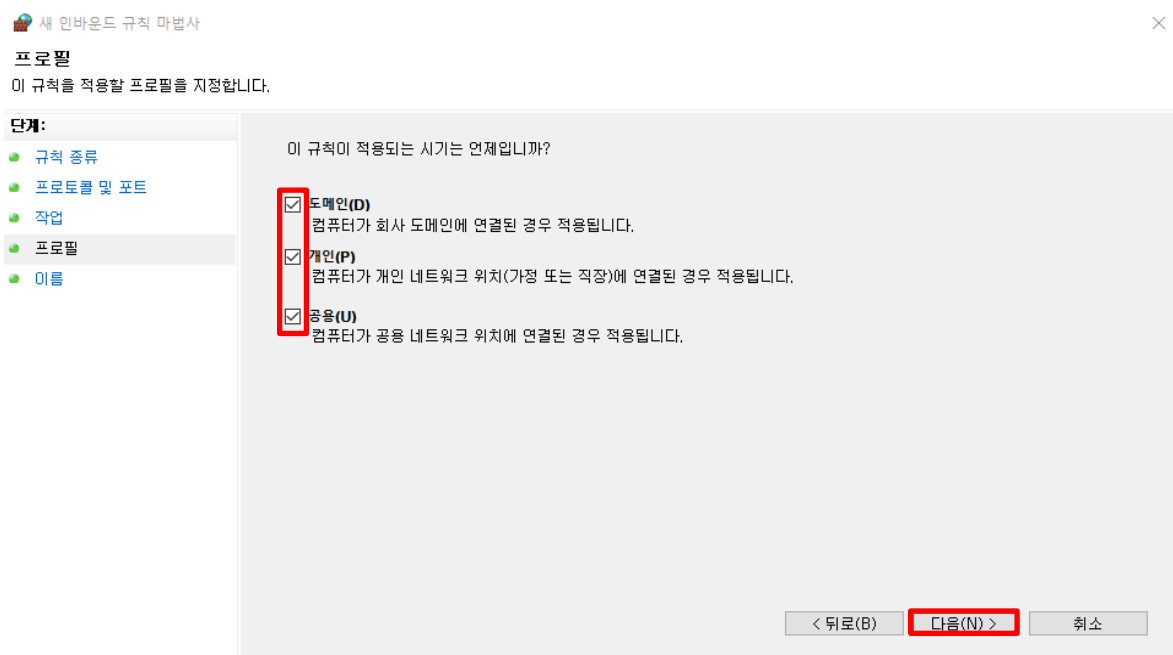 새 인바운드 규칙 마법사
프로필
이 규칙을 적용할 프로필을 지정합니다.
단계:
규칙 종류
프로토콜 및 포트
작업
프로필
이름
이 규칙이 적용되는 시기는 언제입니까?
도메인(D)
컴퓨터가 회사 도메인에 연결된 경우 적용됩니다.
개인(P)
컴퓨터가 개인 네트워크 위치(가정 또는 직장)에 연결된 경우 적용됩니다.
공용(U)
컴퓨터가 공용 네트워크 위치에 연결된 경우 적용됩니다.
< 뒤로(B) 다음(N) > 취소